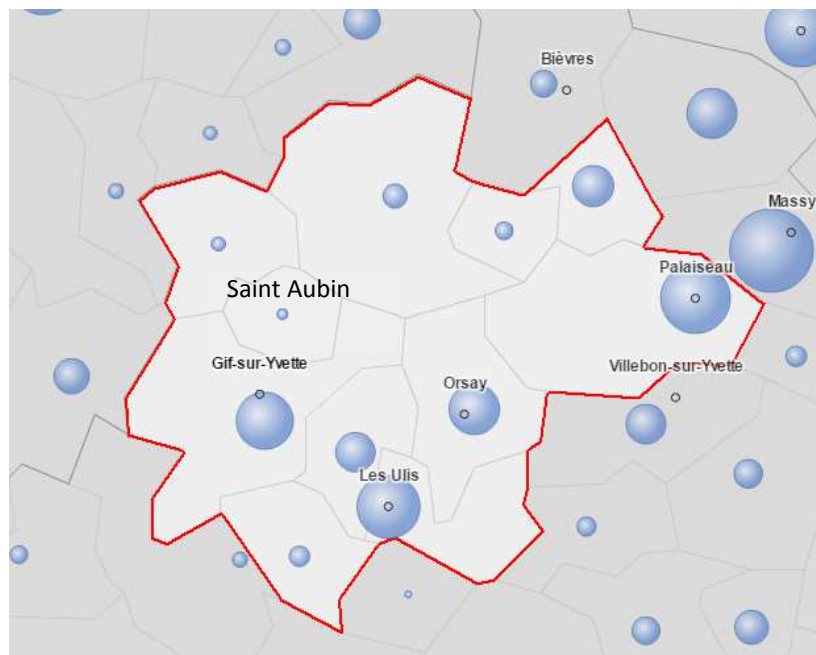 Bièvres
Massy
Palaiseau
Saint Aubin
Gif-sur-Yvette
Villebon-sur-Yvette
Orsay
Les Ulis